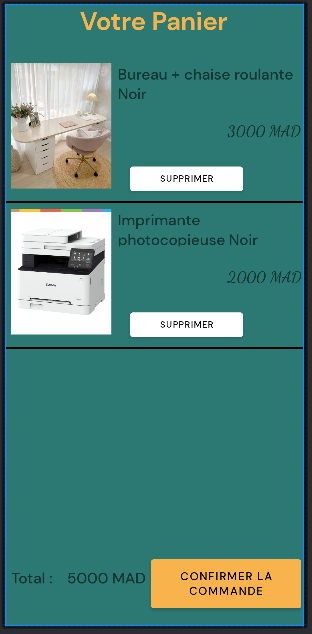 Votre Panier
Bureau + chaise roulante
Noir
3000 MAD
SUPPRIMER
Imprimante
photocopieuse Noir
2000 MAD
SUPPRIMER
Total : 5000 MAD
CONFIRMER LA
COMMANDE